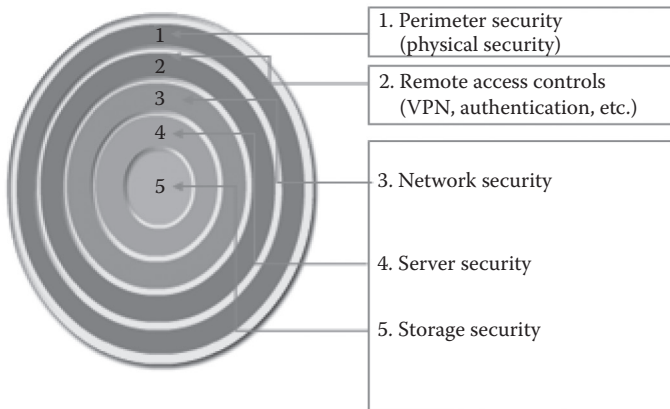 1
2
3
4
5
1. Perimeter security
(physical security)
2. Remote access controls
(VPN, authentication, etc.)
3. Network security
4. Server security
5. Storage security